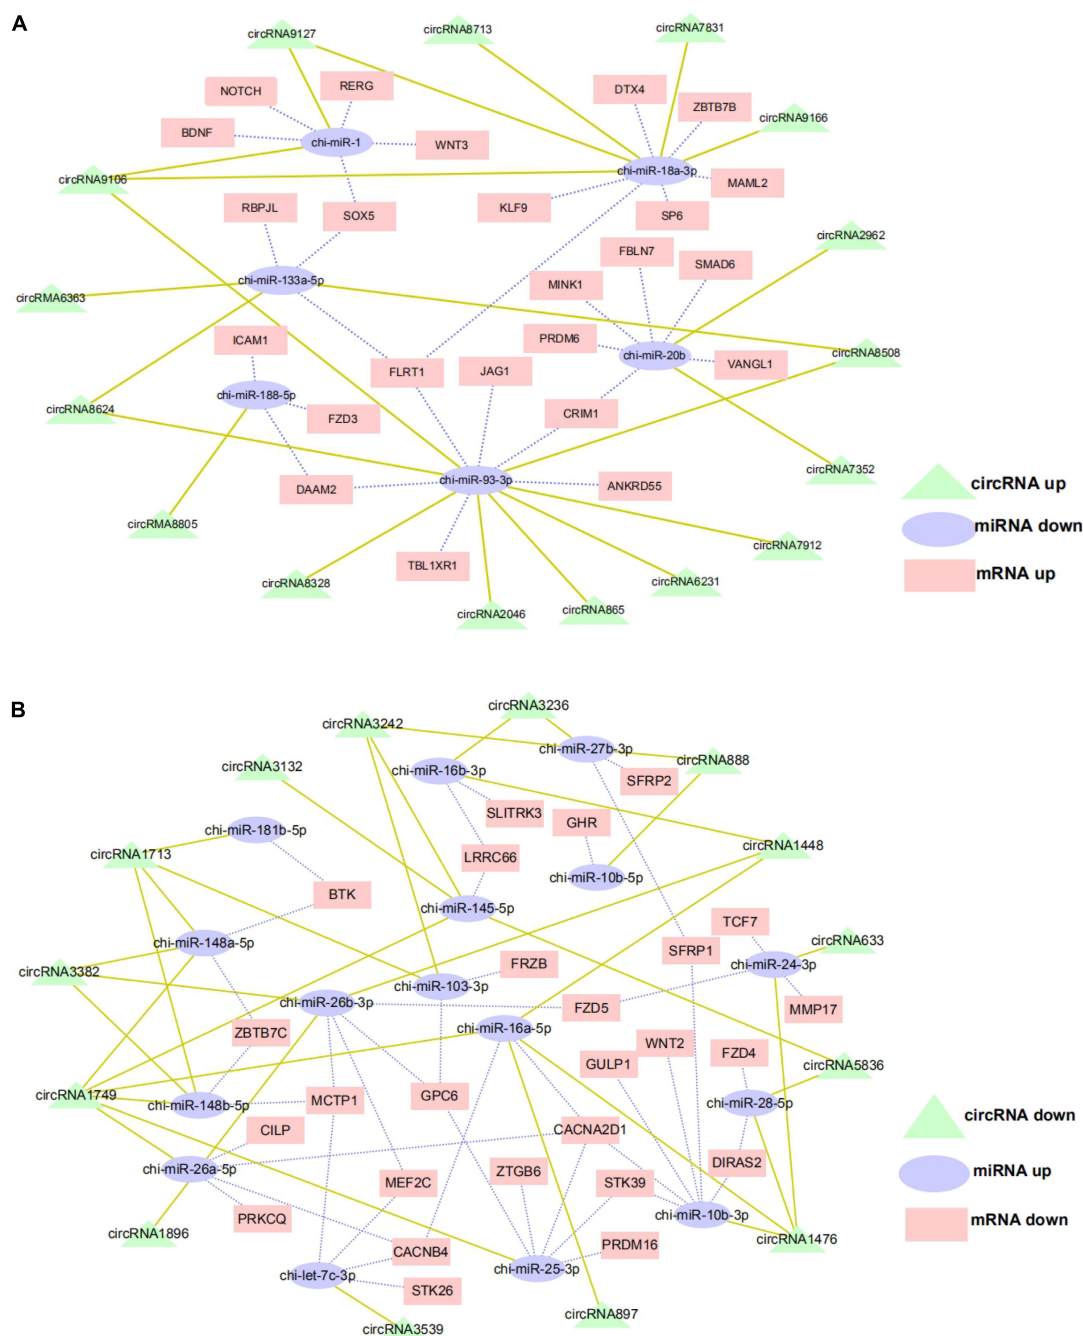 A
circRNA9127
circRNA8713
circRNA7831
NOTCH
RERG
DTX4
ZBTB7B
circRNA9166
BDNF
chi-miR-1
WNT3
circRNA9106
chi-miR-18a-3p
MAML2
RBPJL
SOX5
KLF9
SP6
circRNA2962
FBLN7
SMAD6
chi-miR-133a-5p
MINK1
circRMA6363
ICAM1
PRDM6
chi-miR-20b
VANGL1
circRNA8508
FLRT1
JAG1
chi-miR-188-5p
circRNA8624
FZD3
CRIM1
circRNA7352
DAAM2
chi-miR-93-3p
ANKRD55
circRNA up
circRMA8805
miRNA down
circRNA7912
TBL1XR1
mRNA up
circRNA8328
circRNA6231
circRNA2046
circRNA865
B
circRNA3236
circRNA3242
chi-miR-27b-3p
circRNA3132
chi-miR-16b-3p
circRNA888
SFRP2
SLITRK3
GHR
chi-miR-181b-5p
circRNA1713
LRRC66
circRNA1448
chi-miR-10b-5p
BTK
chi-miR-145-5p
TCF7
chi-miR-148a-5p
SFRP1
circRNA633
circRNA3382
FRZB
chi-miR-24-3p
chi-miR-103-3p
chi-miR-26b-3p
FZD5
MMP17
ZBTB7C
chi-miR-16a-5p
WNT2
FZD4
GULP1
circRNA5836
circRNA1749
chi-miR-148b-5p
MCTP1
GPC6
chi-miR-28-5p
circRNA down
CILP
CACNA2D1
chi-miR-26a-5p
ZTGB6
DIRAS2
miRNA up
MEF2C
STK39
PRKCQ
chi-miR-10b-3p
mRNA down
circRNA1896
CACNB4
PRDM16
circRNA1476
chi-let-7c-3p
chi-miR-25-3p
STK26
circRNA897
circRNA3539